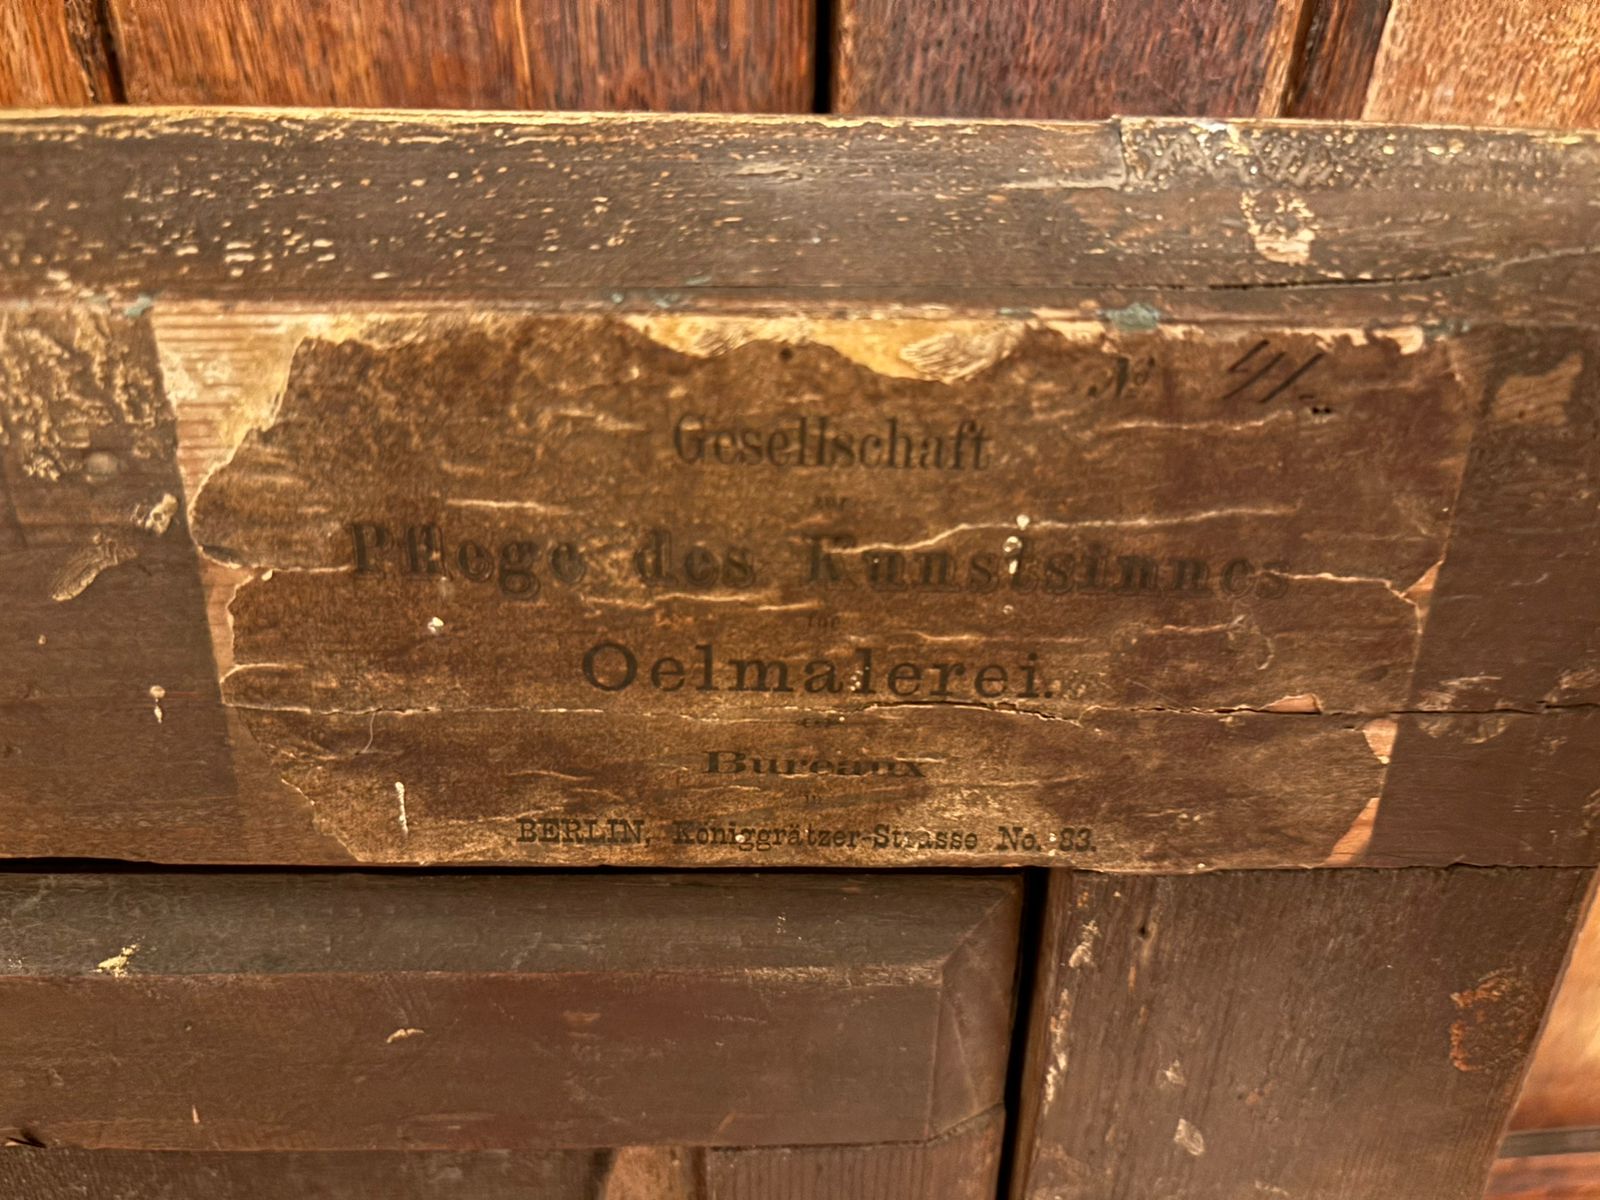 No 41.
Gesellschaft
zur
Pflege des Kunstsinnes
für
Oelmalerei.
Bureaux
in
BERLIN, Königgrätzer-Strasse No. 83.